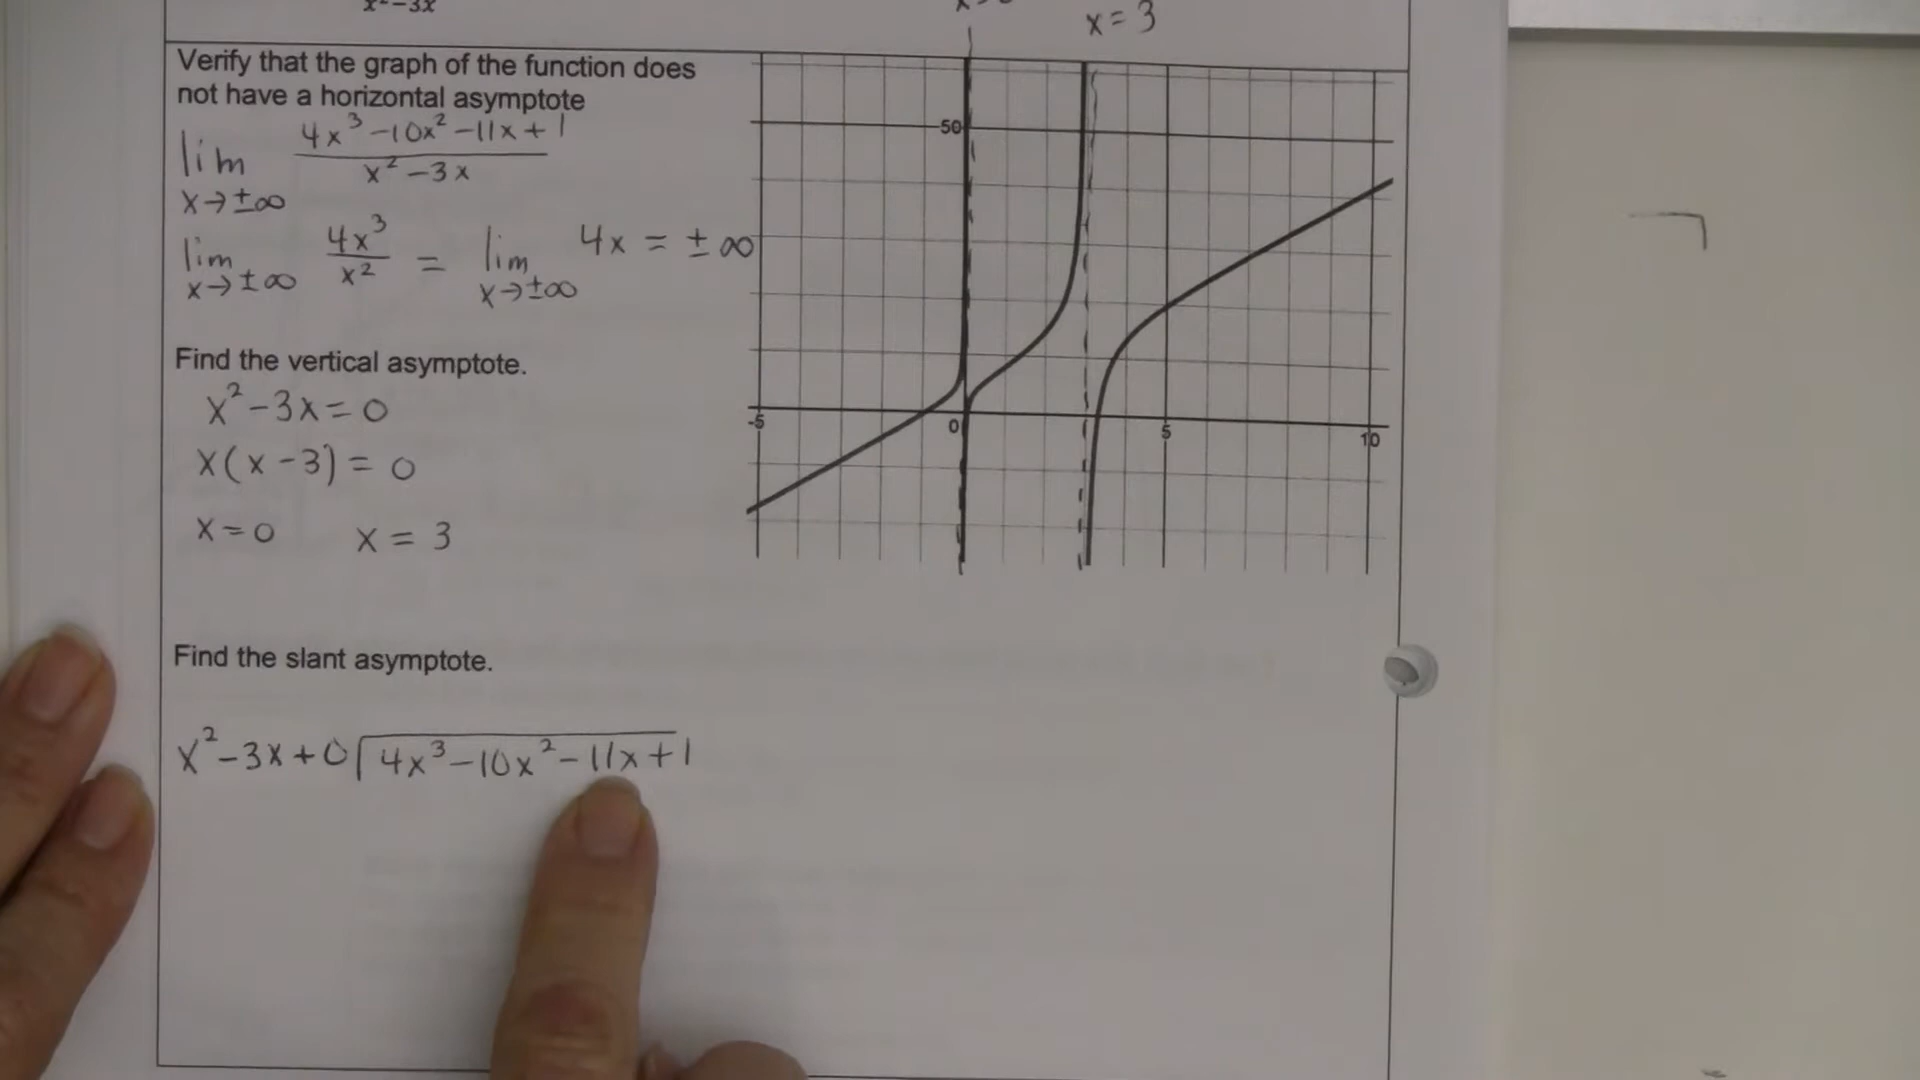 x² - 3x
x = 3
Verify that the graph of the function does
not have a horizontal asymptote
lim x→±∞ (4x³ - 10x² - 11x + 1) / (x² - 3x)
lim x→±∞ 4x³/x² = lim x→±∞ 4x = ±∞
Find the vertical asymptote.
x² - 3x = 0
x(x - 3) = 0
x = 0 x = 3
50
-5 0 5 10
Find the slant asymptote.
x² - 3x + 0 ⟌ 4x³ - 10x² - 11x + 1